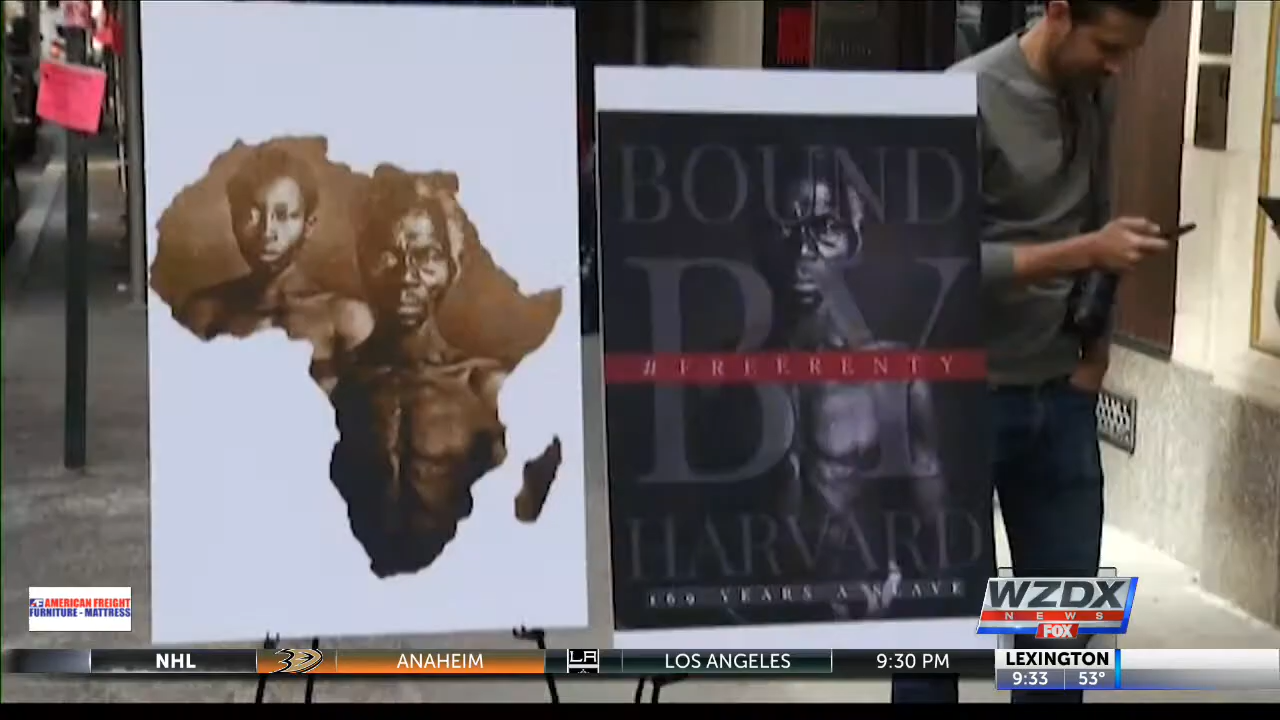 BOUND
BY
#FREERENTY
HARVARD
169 YEARS A SLAVE
AMERICAN FREIGHT
FURNITURE - MATTRESS
WZDX
NEWS
FOX
NHL
ANAHEIM
LA
LOS ANGELES
9:30 PM
LEXINGTON
9:33 53°